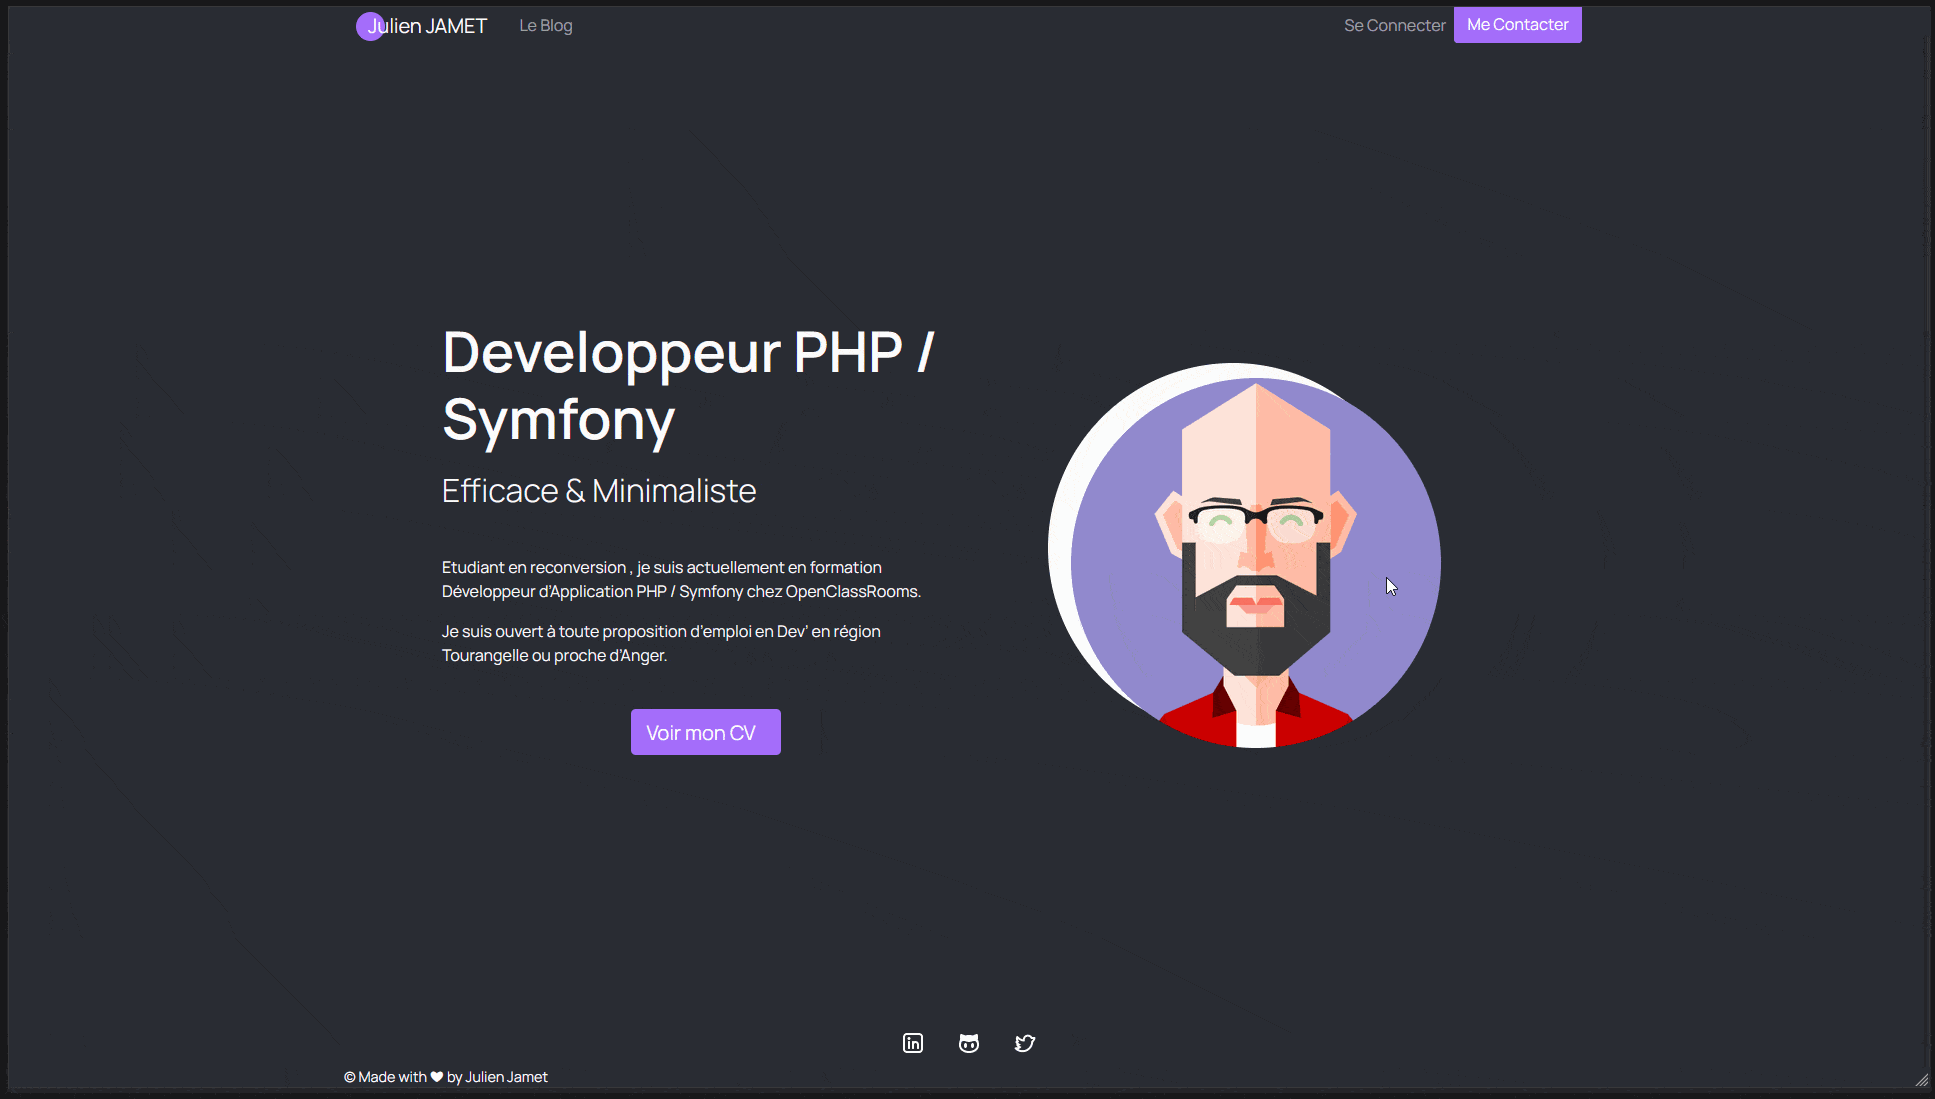 Julien JAMET
Le Blog
Se Connecter
Me Contacter
Developpeur PHP /
Symfony
Efficace & Minimaliste
Etudiant en reconversion , je suis actuellement en formation
Développeur d'Application PHP / Symfony chez OpenClassRooms.
Je suis ouvert à toute proposition d'emploi en Dev' en région
Tourangelle ou proche d'Anger.
Voir mon CV
in
© Made with ♥ by Julien Jamet